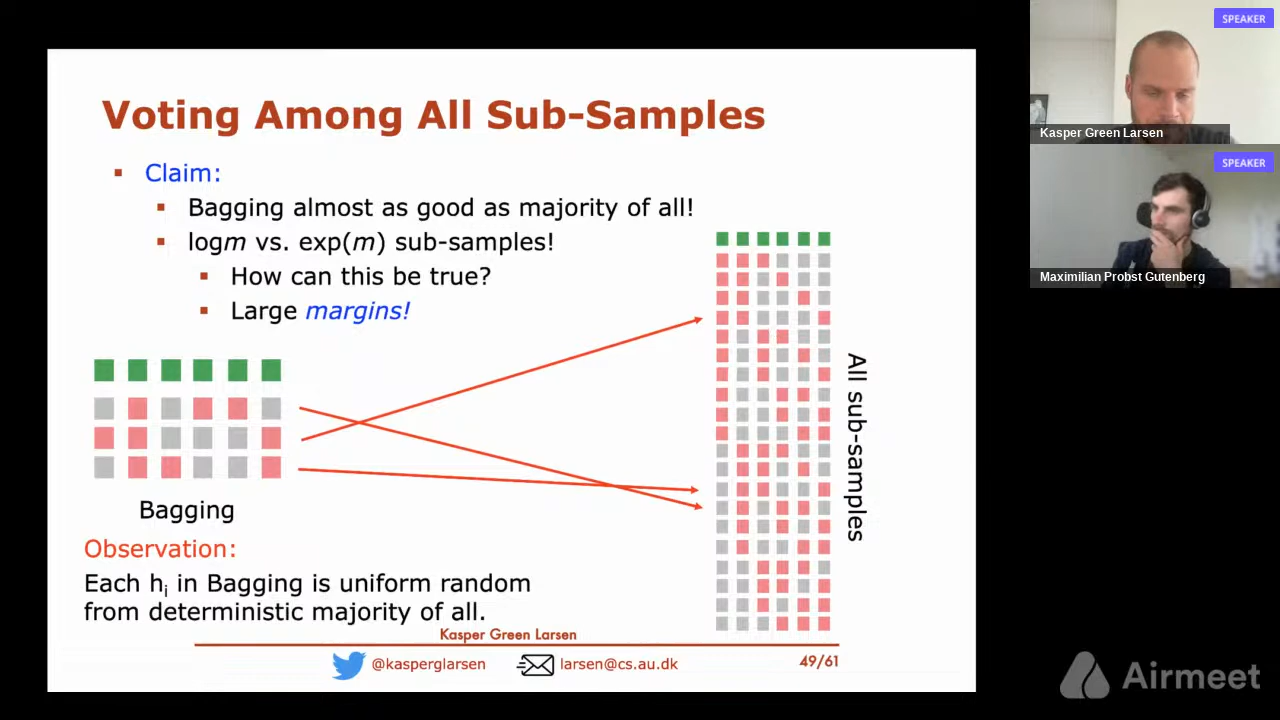 Voting Among All Sub-Samples
Claim:
Bagging almost as good as majority of all!
logm vs. exp(m) sub-samples!
How can this be true?
Large margins!
Bagging
All sub-samples
Observation:
Each hi in Bagging is uniform random
from deterministic majority of all.
Kasper Green Larsen
@kasperglarsen
larsen@cs.au.dk
49/61
SPEAKER
Kasper Green Larsen
SPEAKER
Maximilian Probst Gutenberg
Airmeet